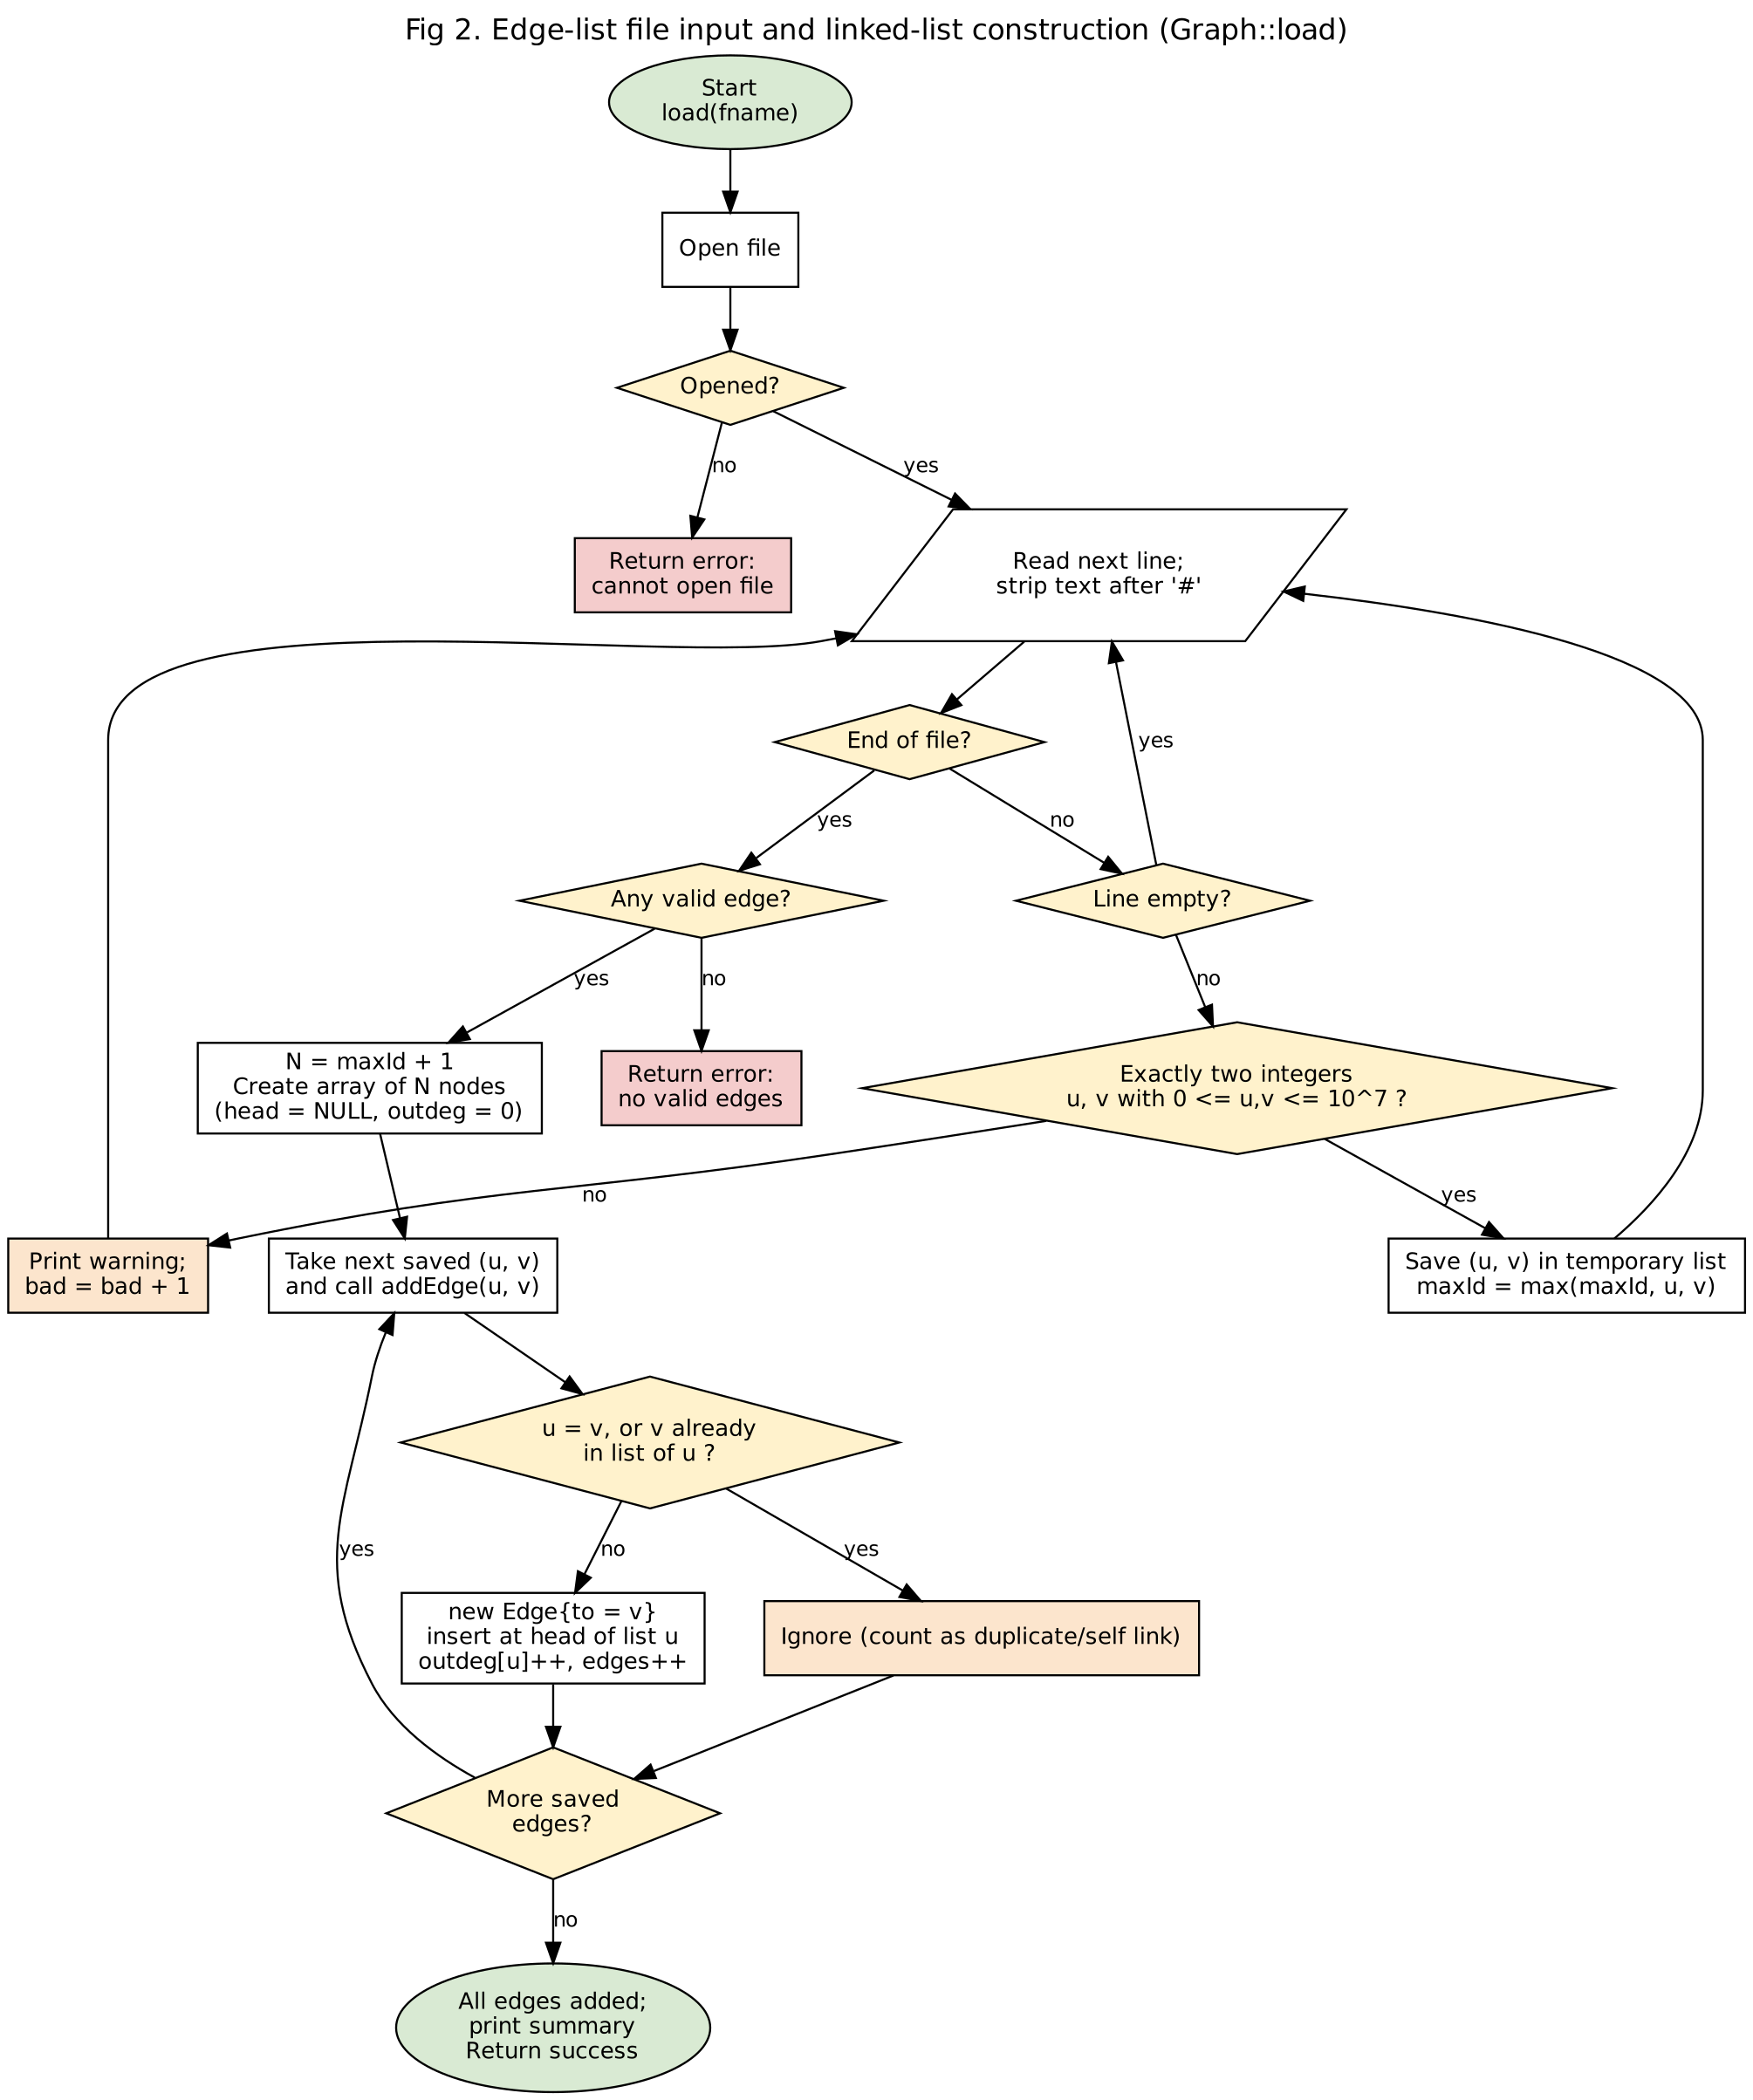 Fig 2. Edge-list file input and linked-list construction (Graph::load)
Start
load(fname)
Open file
Opened?
no
yes
Return error:
cannot open file
Read next line;
strip text after '#'
End of file?
yes
yes
no
Any valid edge?
Line empty?
yes
no
no
N = maxId + 1
Create array of N nodes
(head = NULL, outdeg = 0)
Return error:
no valid edges
Exactly two integers
u, v with 0 <= u,v <= 10^7 ?
no
yes
Print warning;
bad = bad + 1
Take next saved (u, v)
and call addEdge(u, v)
Save (u, v) in temporary list
maxId = max(maxId, u, v)
u = v, or v already
in list of u ?
yes
no
yes
new Edge{to = v}
insert at head of list u
outdeg[u]++, edges++
Ignore (count as duplicate/self link)
More saved
edges?
no
All edges added;
print summary
Return success